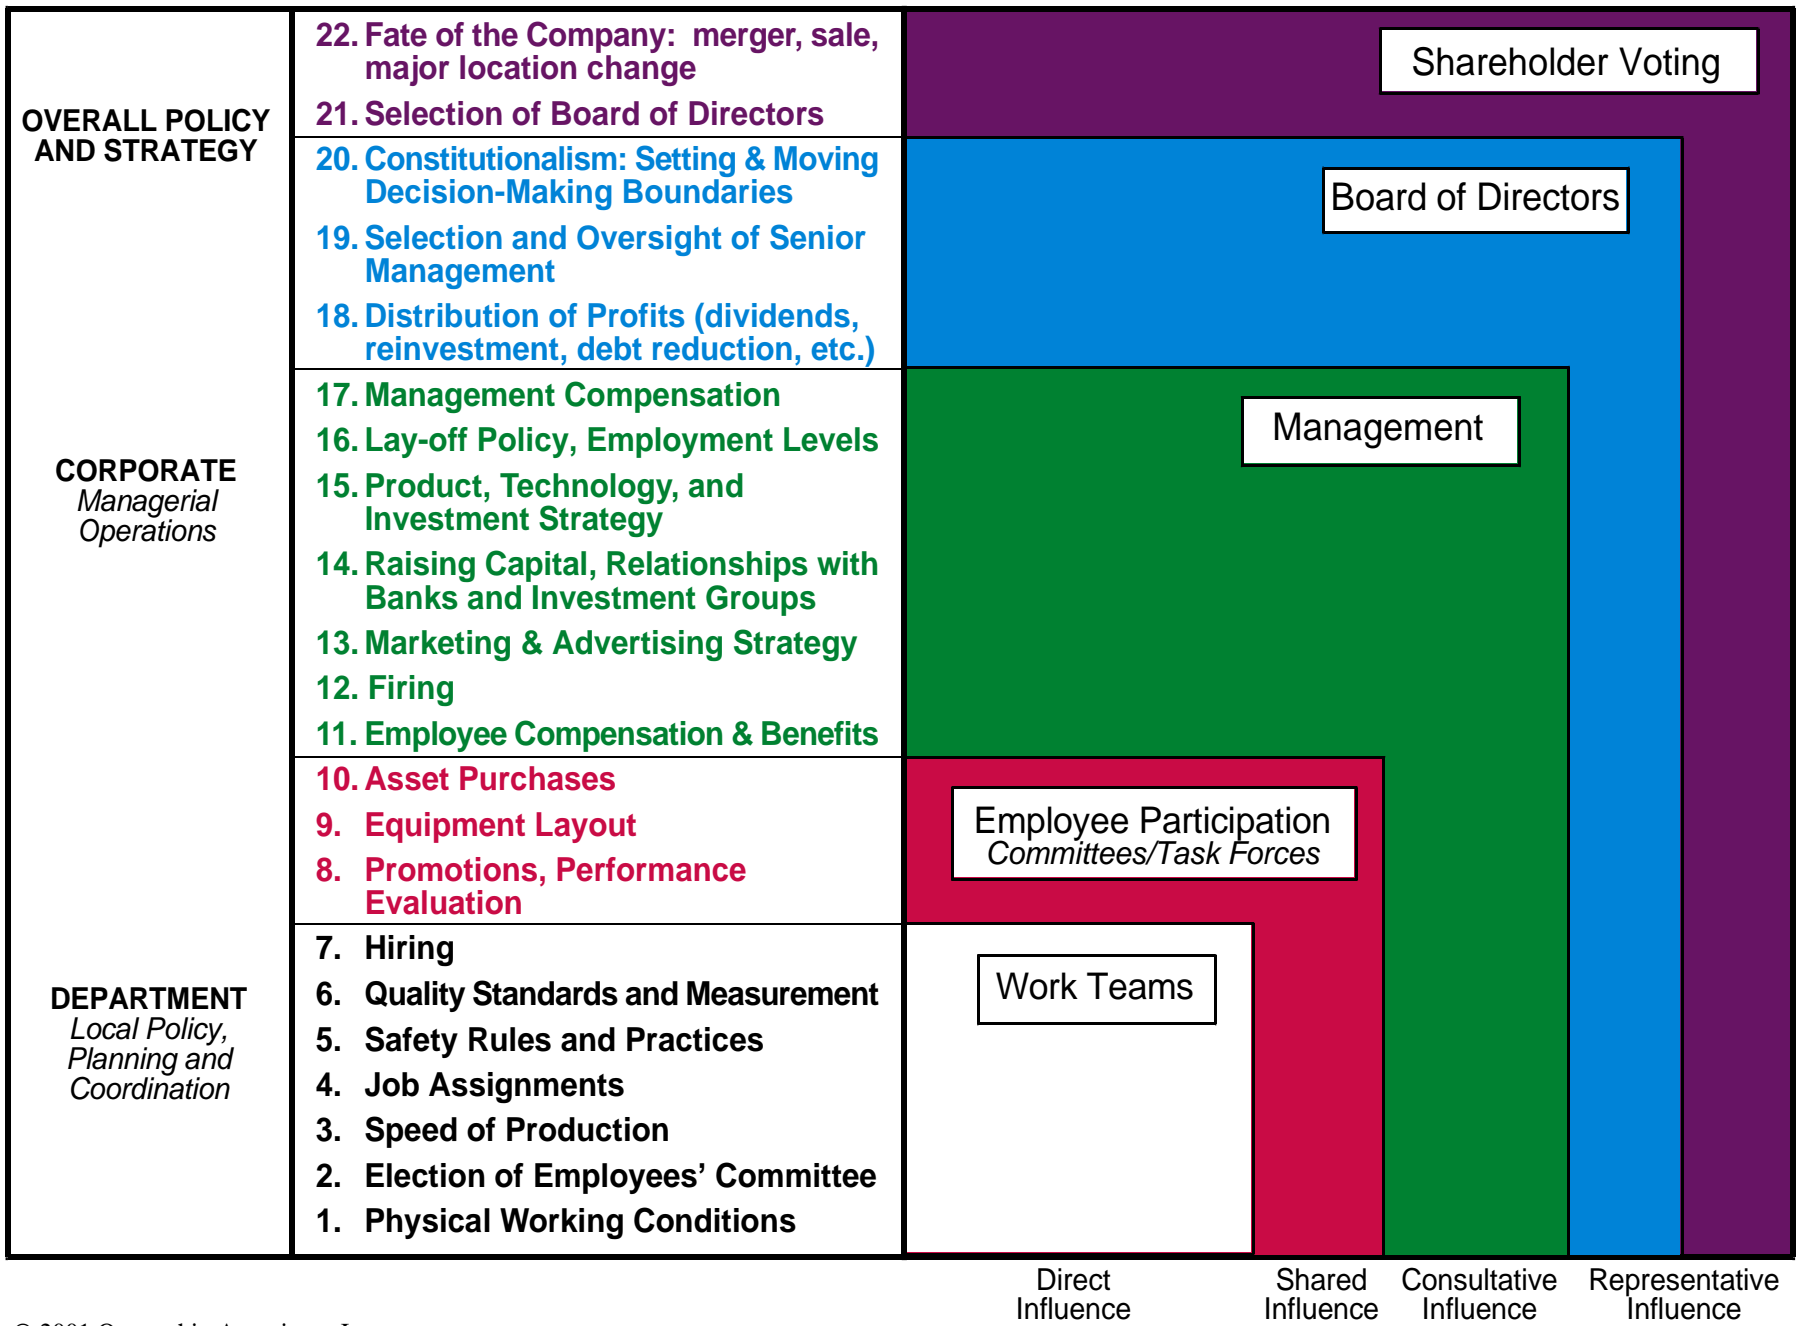 22. Fate of the Company: merger, sale,
major location change
21. Selection of Board of Directors
OVERALL POLICY
AND STRATEGY
20. Constitutionalism: Setting & Moving
Decision-Making Boundaries
19. Selection and Oversight of Senior
Management
18. Distribution of Profits (dividends,
reinvestment, debt reduction, etc.)
17. Management Compensation
16. Lay-off Policy, Employment Levels
15. Product, Technology, and
Investment Strategy
14. Raising Capital, Relationships with
Banks and Investment Groups
13. Marketing & Advertising Strategy
12. Firing
11. Employee Compensation & Benefits
CORPORATE
Managerial
Operations
10. Asset Purchases
9. Equipment Layout
8. Promotions, Performance
Evaluation
7. Hiring
6. Quality Standards and Measurement
5. Safety Rules and Practices
4. Job Assignments
3. Speed of Production
2. Election of Employees’ Committee
1. Physical Working Conditions
DEPARTMENT
Local Policy,
Planning and
Coordination
Shareholder Voting
Board of Directors
Management
Employee Participation
Committees/Task Forces
Work Teams
Direct
Influence
Shared
Influence
Consultative
Influence
Representative
Influence
© 2001